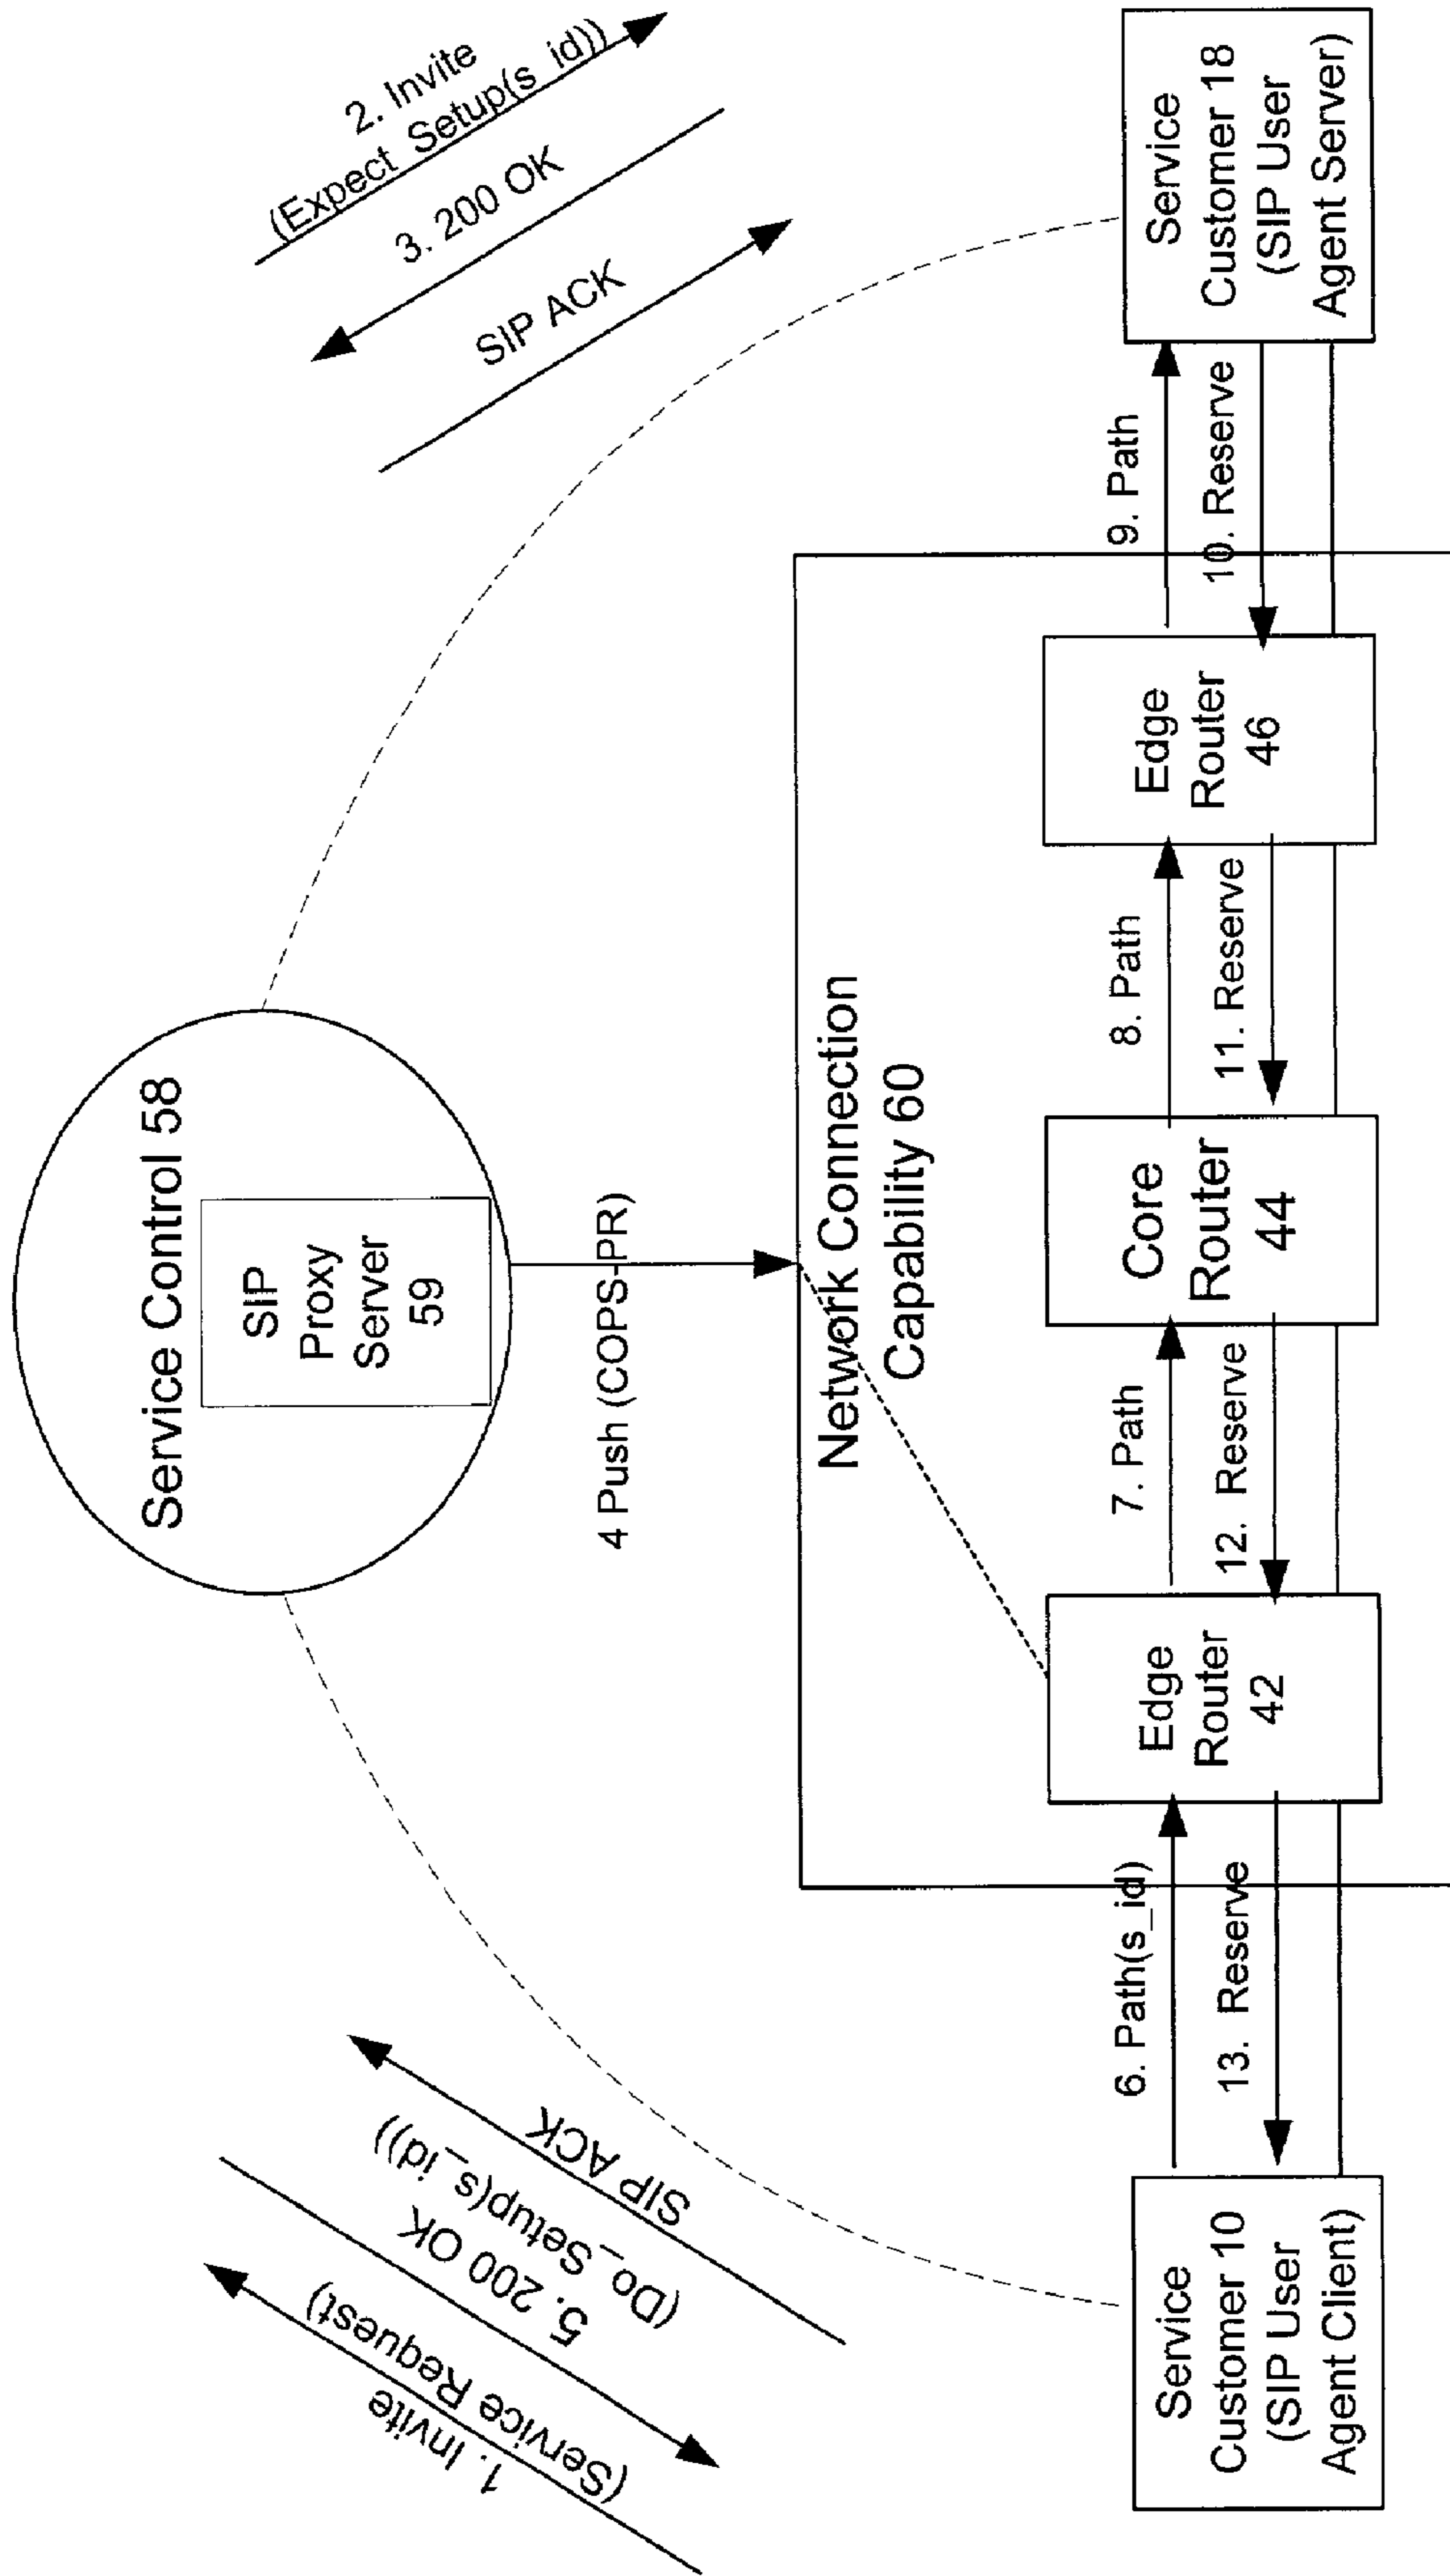 Service Control 58
SIP
Proxy
Server
59
1. Invite
(Service Request)
5. 200 OK
(Do_Setup(s_id))
SIP ACK
2. Invite
(Expect Setup(s_id))
3. 200 OK
SIP ACK
4 Push (COPS-PR)
Network Connection
Capability 60
Service
Customer 10
(SIP User
Agent Client)
6. Path(s_id)
13. Reserve
Edge
Router
42
7. Path
12. Reserve
Core
Router
44
8. Path
11. Reserve
Edge
Router
46
9. Path
10. Reserve
Service
Customer 18
(SIP User
Agent Server)